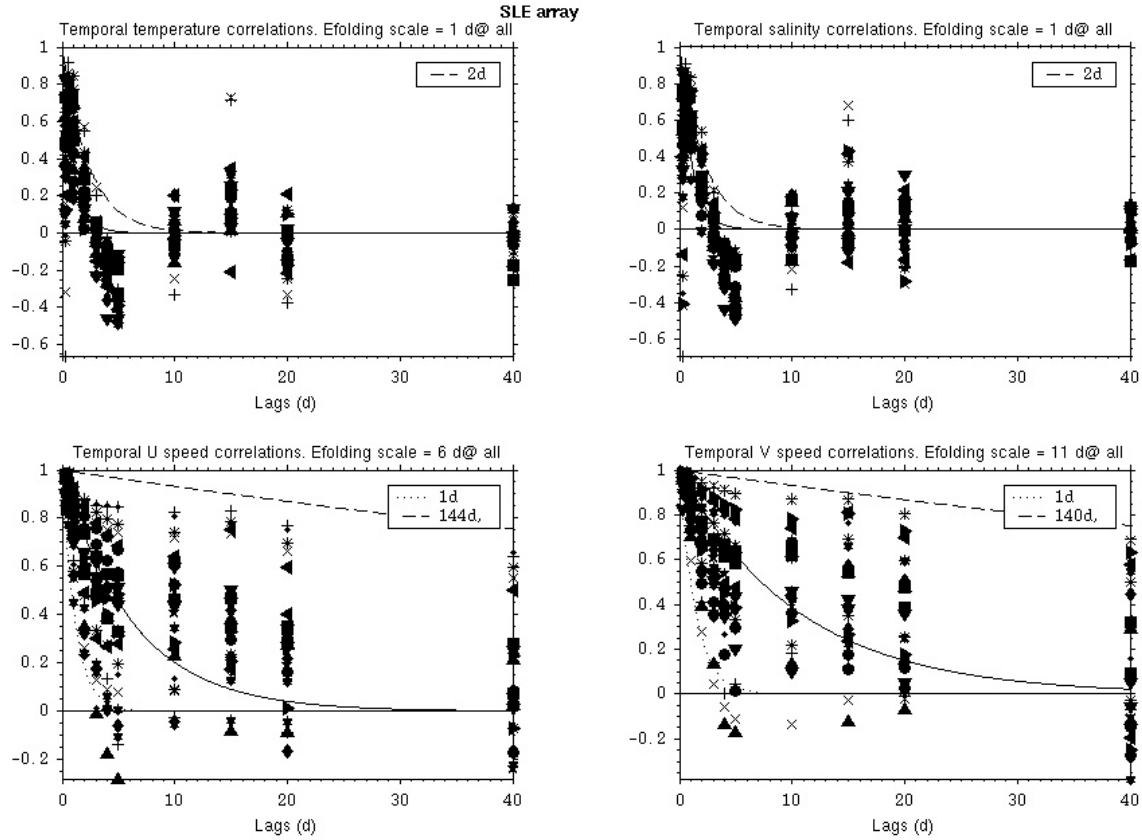 SLE array
Temporal temperature correlations. Efolding scale = 1 d@ all
1
0.8
0.6
0.4
0.2
0
-0.2
-0.4
-0.6
2d
0 10 20 30 40
Lags (d)
Temporal salinity correlations. Efolding scale = 1 d@ all
1
0.8
0.6
0.4
0.2
0
-0.2
-0.4
-0.6
2d
0 10 20 30 40
Lags (d)
Temporal U speed correlations. Efolding scale = 6 d@ all
1
0.8
0.6
0.4
0.2
0
-0.2
1d
144d,
0 10 20 30 40
Lags (d)
Temporal V speed correlations. Efolding scale = 11 d@ all
1
0.8
0.6
0.4
0.2
0
-0.2
1d
140d,
0 10 20 30 40
Lags (d)